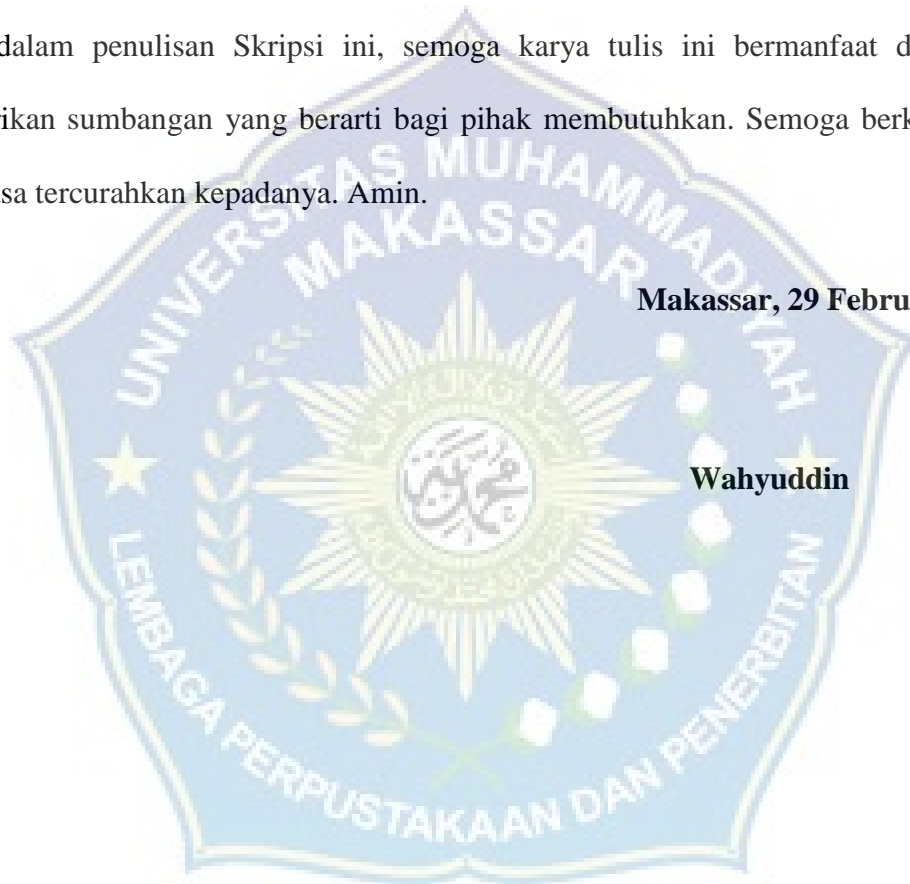 dalam penulisan Skripsi ini, semoga karya tulis ini bermanfaat d
rikan sumbangan yang berarti bagi pihak membutuhkan. Semoga berk
sa tercurahkan kepadanya. Amin.
UNIVERSITAS MUHAMMADIYAH
MAKASSAR
Makassar, 29 Febru
Wahyuddin
LEMBAGA PERPUSTAKAAN DAN PENERBITAN